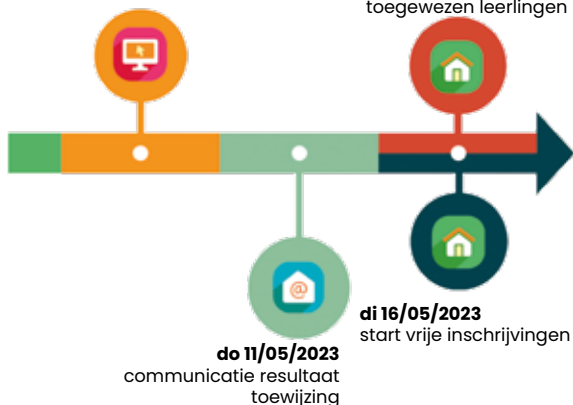 toegewezen leerlingen
@
di 16/05/2023
start vrije inschrijvingen
do 11/05/2023
communicatie resultaat
toewijzing